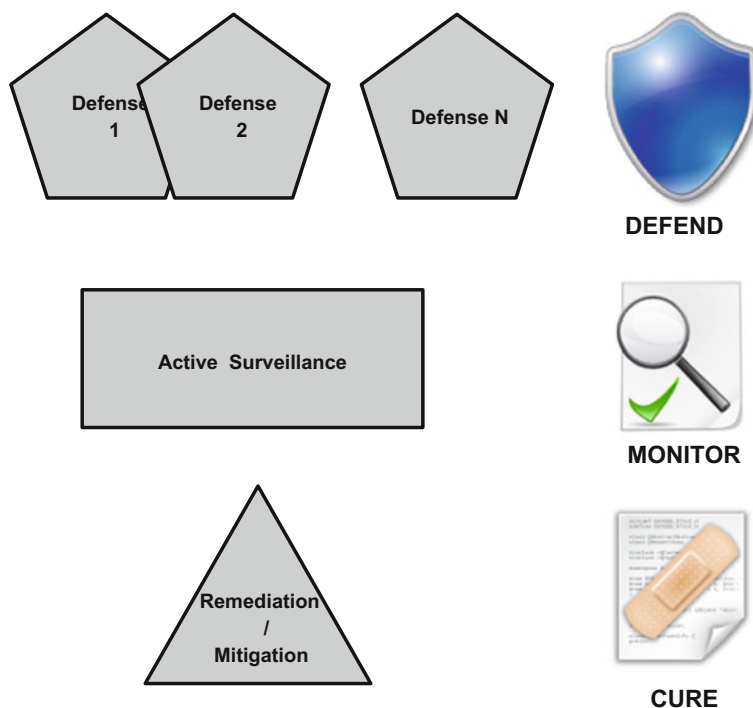 Defense
1
Defense
2
Defense N
DEFEND
Active Surveillance
MONITOR
Remediation
/
Mitigation
CURE